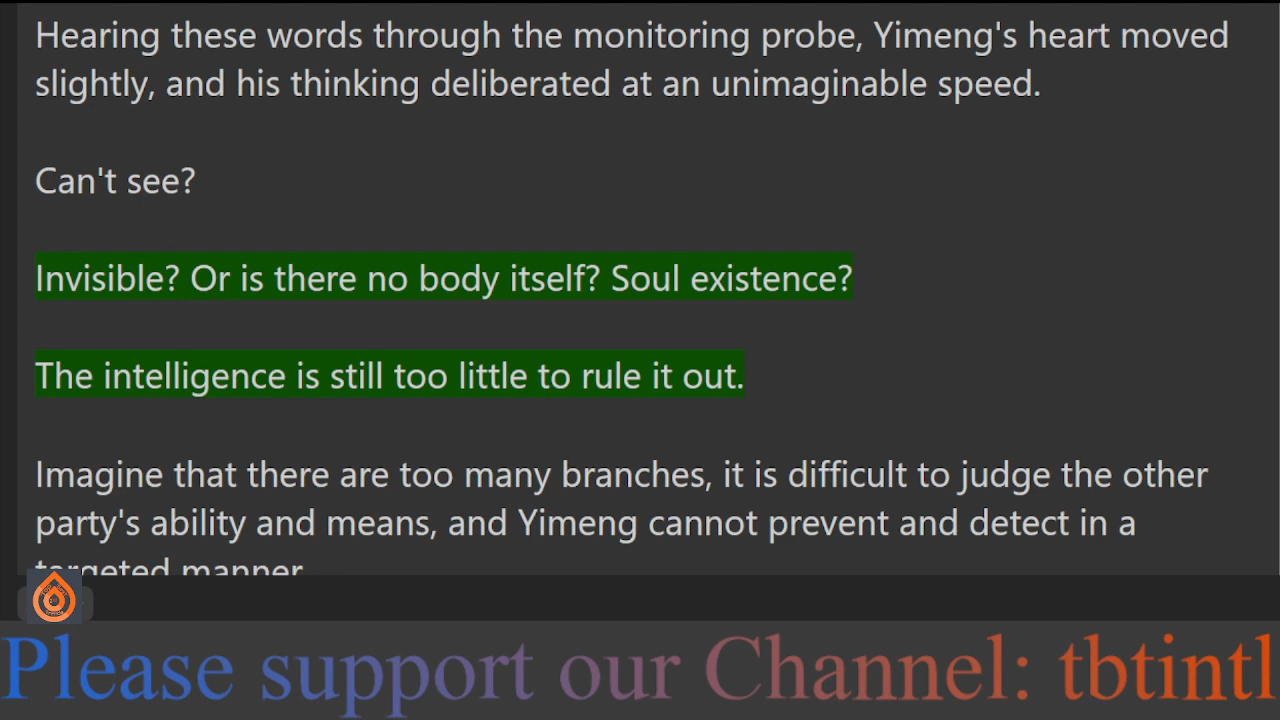 Hearing these words through the monitoring probe, Yimeng's heart moved
slightly, and his thinking deliberated at an unimaginable speed.
Can't see?
Invisible? Or is there no body itself? Soul existence?
The intelligence is still too little to rule it out.
Imagine that there are too many branches, it is difficult to judge the other
party's ability and means, and Yimeng cannot prevent and detect in a
targeted manner
Please support our Channel: tbtintl